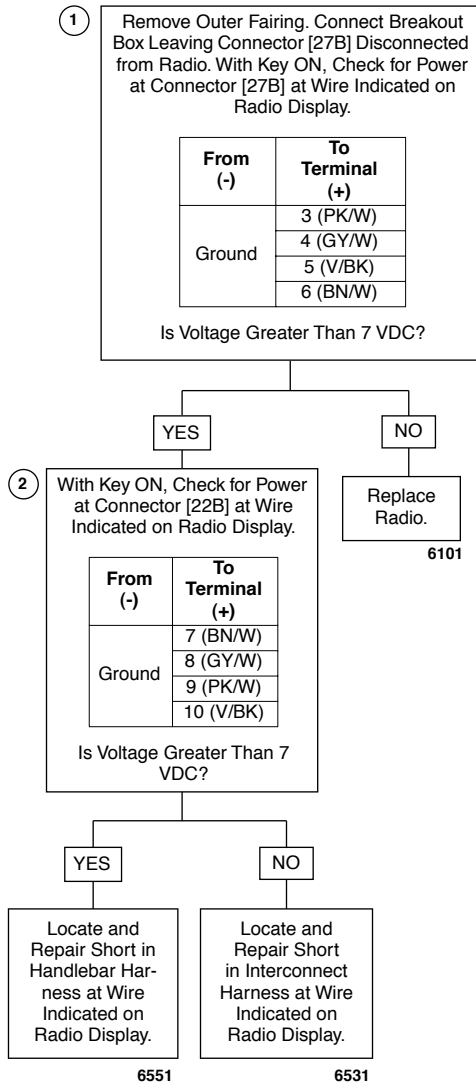 1
Remove Outer Fairing. Connect Breakout
Box Leaving Connector [27B] Disconnected
from Radio. With Key ON, Check for Power
at Connector [27B] at Wire Indicated on
Radio Display.
From
(-)
To
Terminal
(+)
Ground
3 (PK/W)
4 (GY/W)
5 (V/BK)
6 (BN/W)
Is Voltage Greater Than 7 VDC?
YES
NO
2
With Key ON, Check for Power
at Connector [22B] at Wire
Indicated on Radio Display.
From
(-)
To
Terminal
(+)
Ground
7 (BN/W)
8 (GY/W)
9 (PK/W)
10 (V/BK)
Is Voltage Greater Than 7
VDC?
Replace
Radio.
6101
YES
NO
Locate and
Repair Short in
Handlebar Har-
ness at Wire
Indicated on
Radio Display.
6551
Locate and
Repair Short
in Interconnect
Harness at Wire
Indicated on
Radio Display.
6531